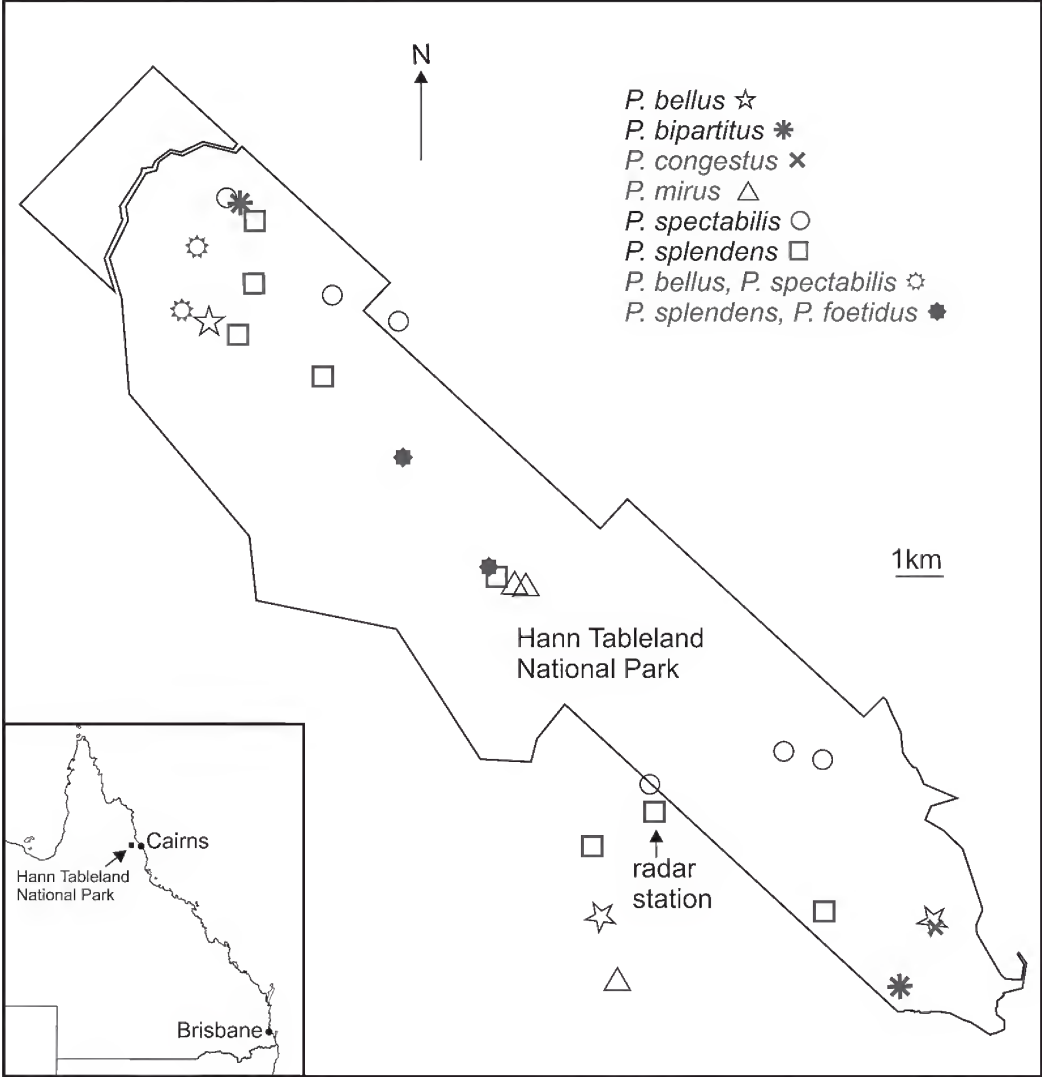 N
P. bellus
P. bipartitus
P. congestus
P. mirus
P. spectabilis
P. splendens
P. bellus, P. spectabilis
P. splendens, P. foetidus
1km
Hann Tableland
National Park
radar
station
Cairns
Hann Tableland
National Park
Brisbane